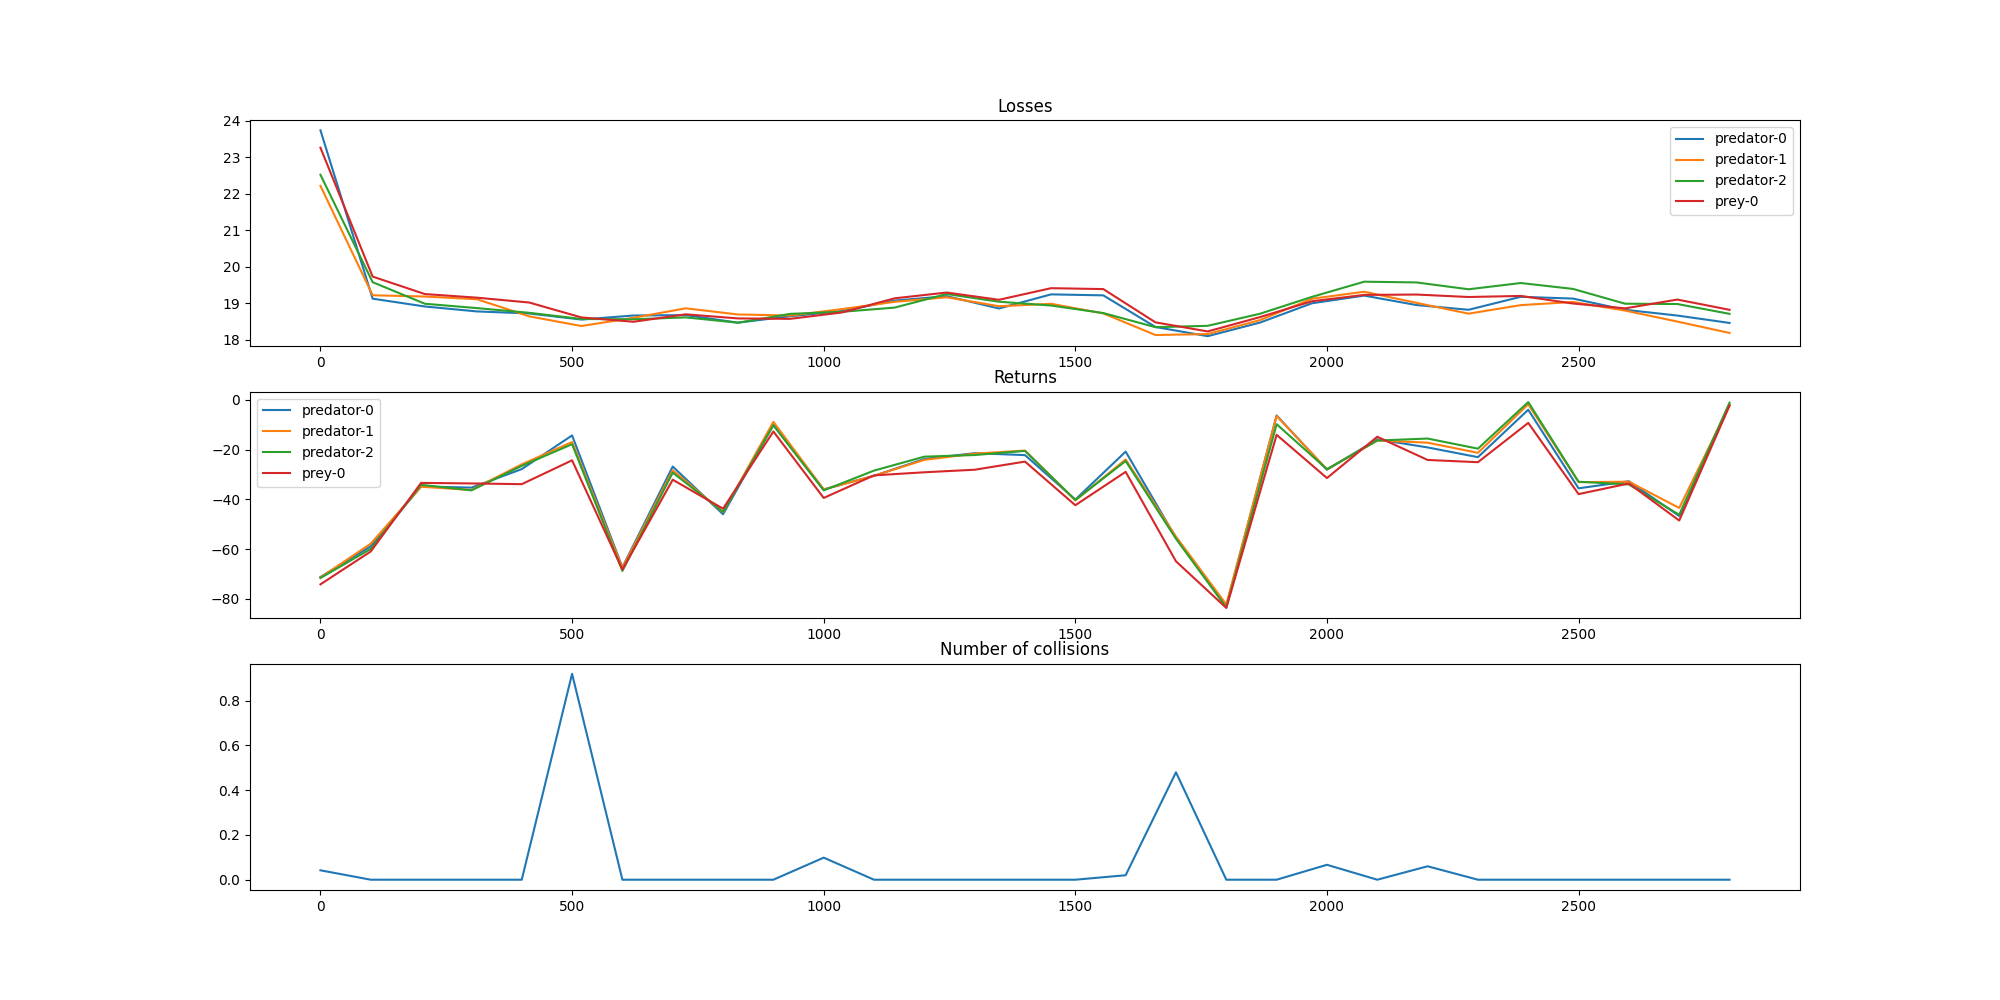 Losses
24
23
22
21
20
19
18
predator-0
predator-1
predator-2
prey-0
0 500 1000 1500 2000 2500
Returns
0
−20
−40
−60
−80
predator-0
predator-1
predator-2
prey-0
0 500 1000 1500 2000 2500
Number of collisions
0.8
0.6
0.4
0.2
0.0
0 500 1000 1500 2000 2500